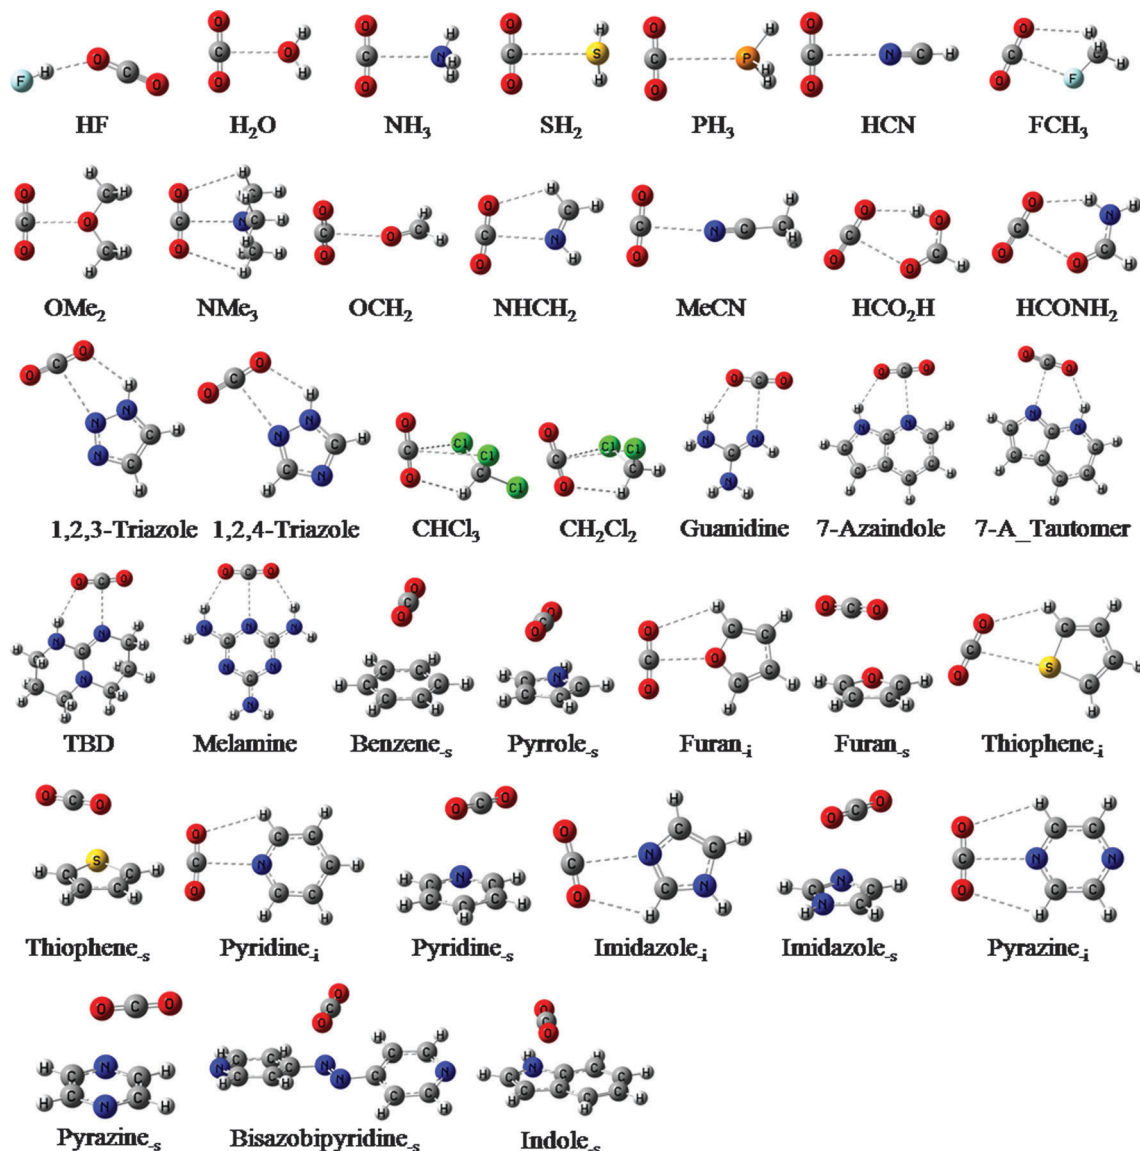 HF H₂O NH₃ SH₂ PH₃ HCN FCH₃
OMe₂ NMe₃ OCH₂ NHCH₂ MeCN HCO₂H HCONH₂
1,2,3-Triazole 1,2,4-Triazole CHCl₃ CH₂Cl₂ Guanidine 7-Azaindole 7-A_Tautomer
TBD Melamine Benzene-s Pyrrole-s Furan-i Furan-s Thiophene-i
Thiophene-s Pyridine-i Pyridine-s Imidazole-i Imidazole-s Pyrazine-i
Pyrazine-s Bisazobipyridine-s Indole-s